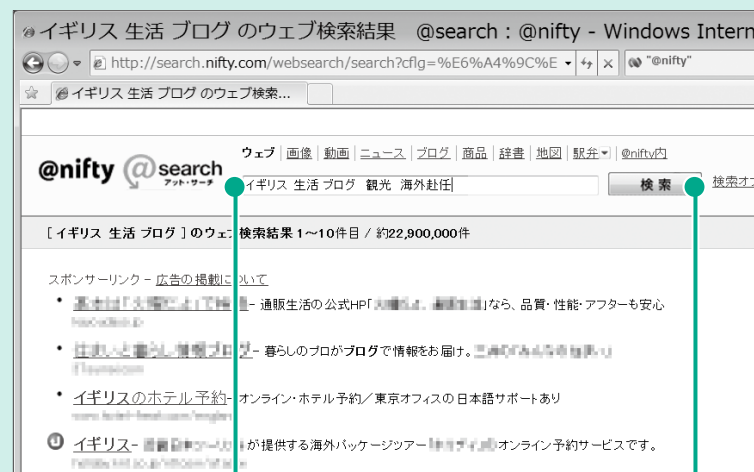 イギリス 生活 ブログ のウェブ検索結果 @search : @nifty - Windows Intern
http://search.nifty.com/websearch/search?cflg=%E6%A4%9C%E "@nifty"
イギリス 生活 ブログ のウェブ検索...
ウェブ | 画像 | 動画 | ニュース | ブログ | 商品 | 辞書 | 地図 | 駅弁 | @nifty内
@nifty @search
アット・サーチ
イギリス 生活 ブログ 観光 海外赴任 検索 検索オプ
[ イギリス 生活 ブログ ] のウェブ検索結果 1～10件目 / 約22,900,000件
スポンサーリンク - 広告の掲載について
- 通販生活の公式HP「 」なら、品質・性能・アフターも安心
- 暮らしのプロがブログで情報をお届け。
イギリスのホテル予約- オンライン・ホテル予約／東京オフィスの日本語サポートあり
イギリス- が提供する海外パッケージツアー オンライン予約サービスです。